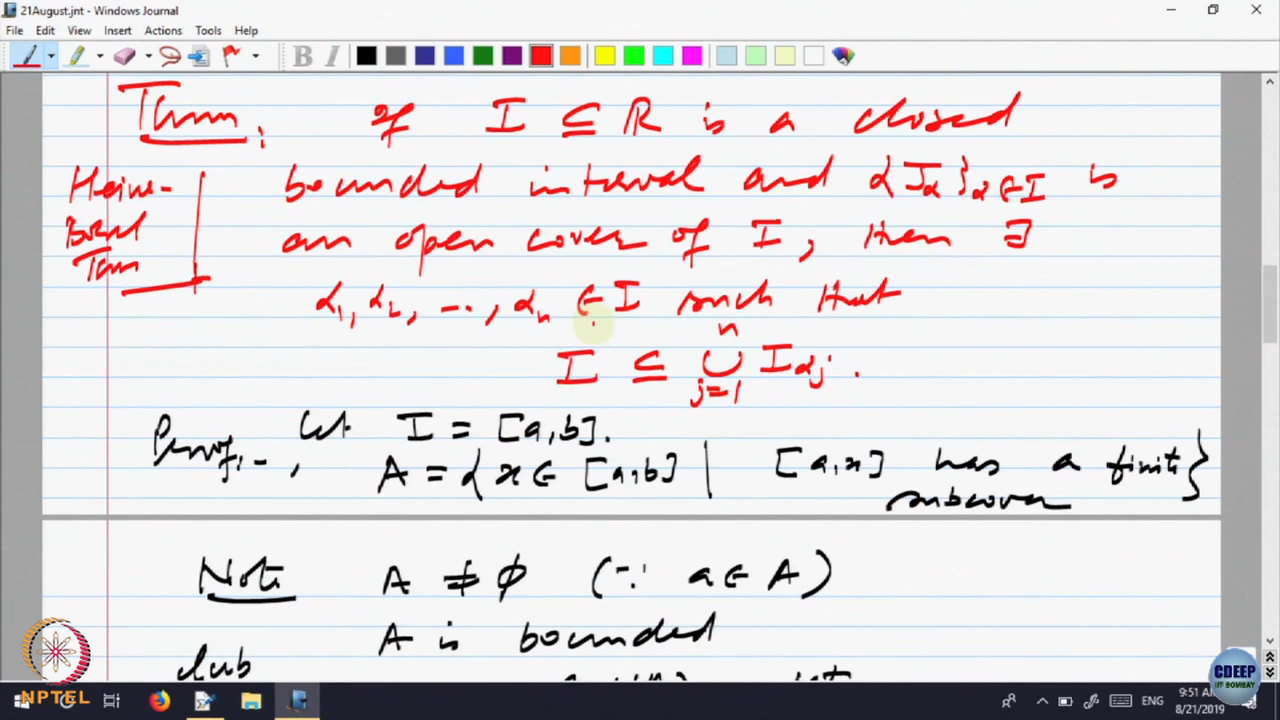 21August.jnt - Windows Journal
File Edit View Insert Actions Tools Help
B I
Thm: If I ⊆ ℝ is a closed
Heine- bounded interval and {Jα}α∈I is
Borel an open cover of I, then ∃
Thm
α1, α2, ..., αn ∈ I such that
I ⊆ n ∪ j=1 Iαj.
Proof:- Let I = [a,b].
A = { x ∈ [a,b] | [a,x] has a finite
subcover }
Note A ≠ φ (∵ a ∈ A)
A is bounded
lub
NPTEL
CDEEP
IIT BOMBAY
ENG
9:51 AM
8/21/2019